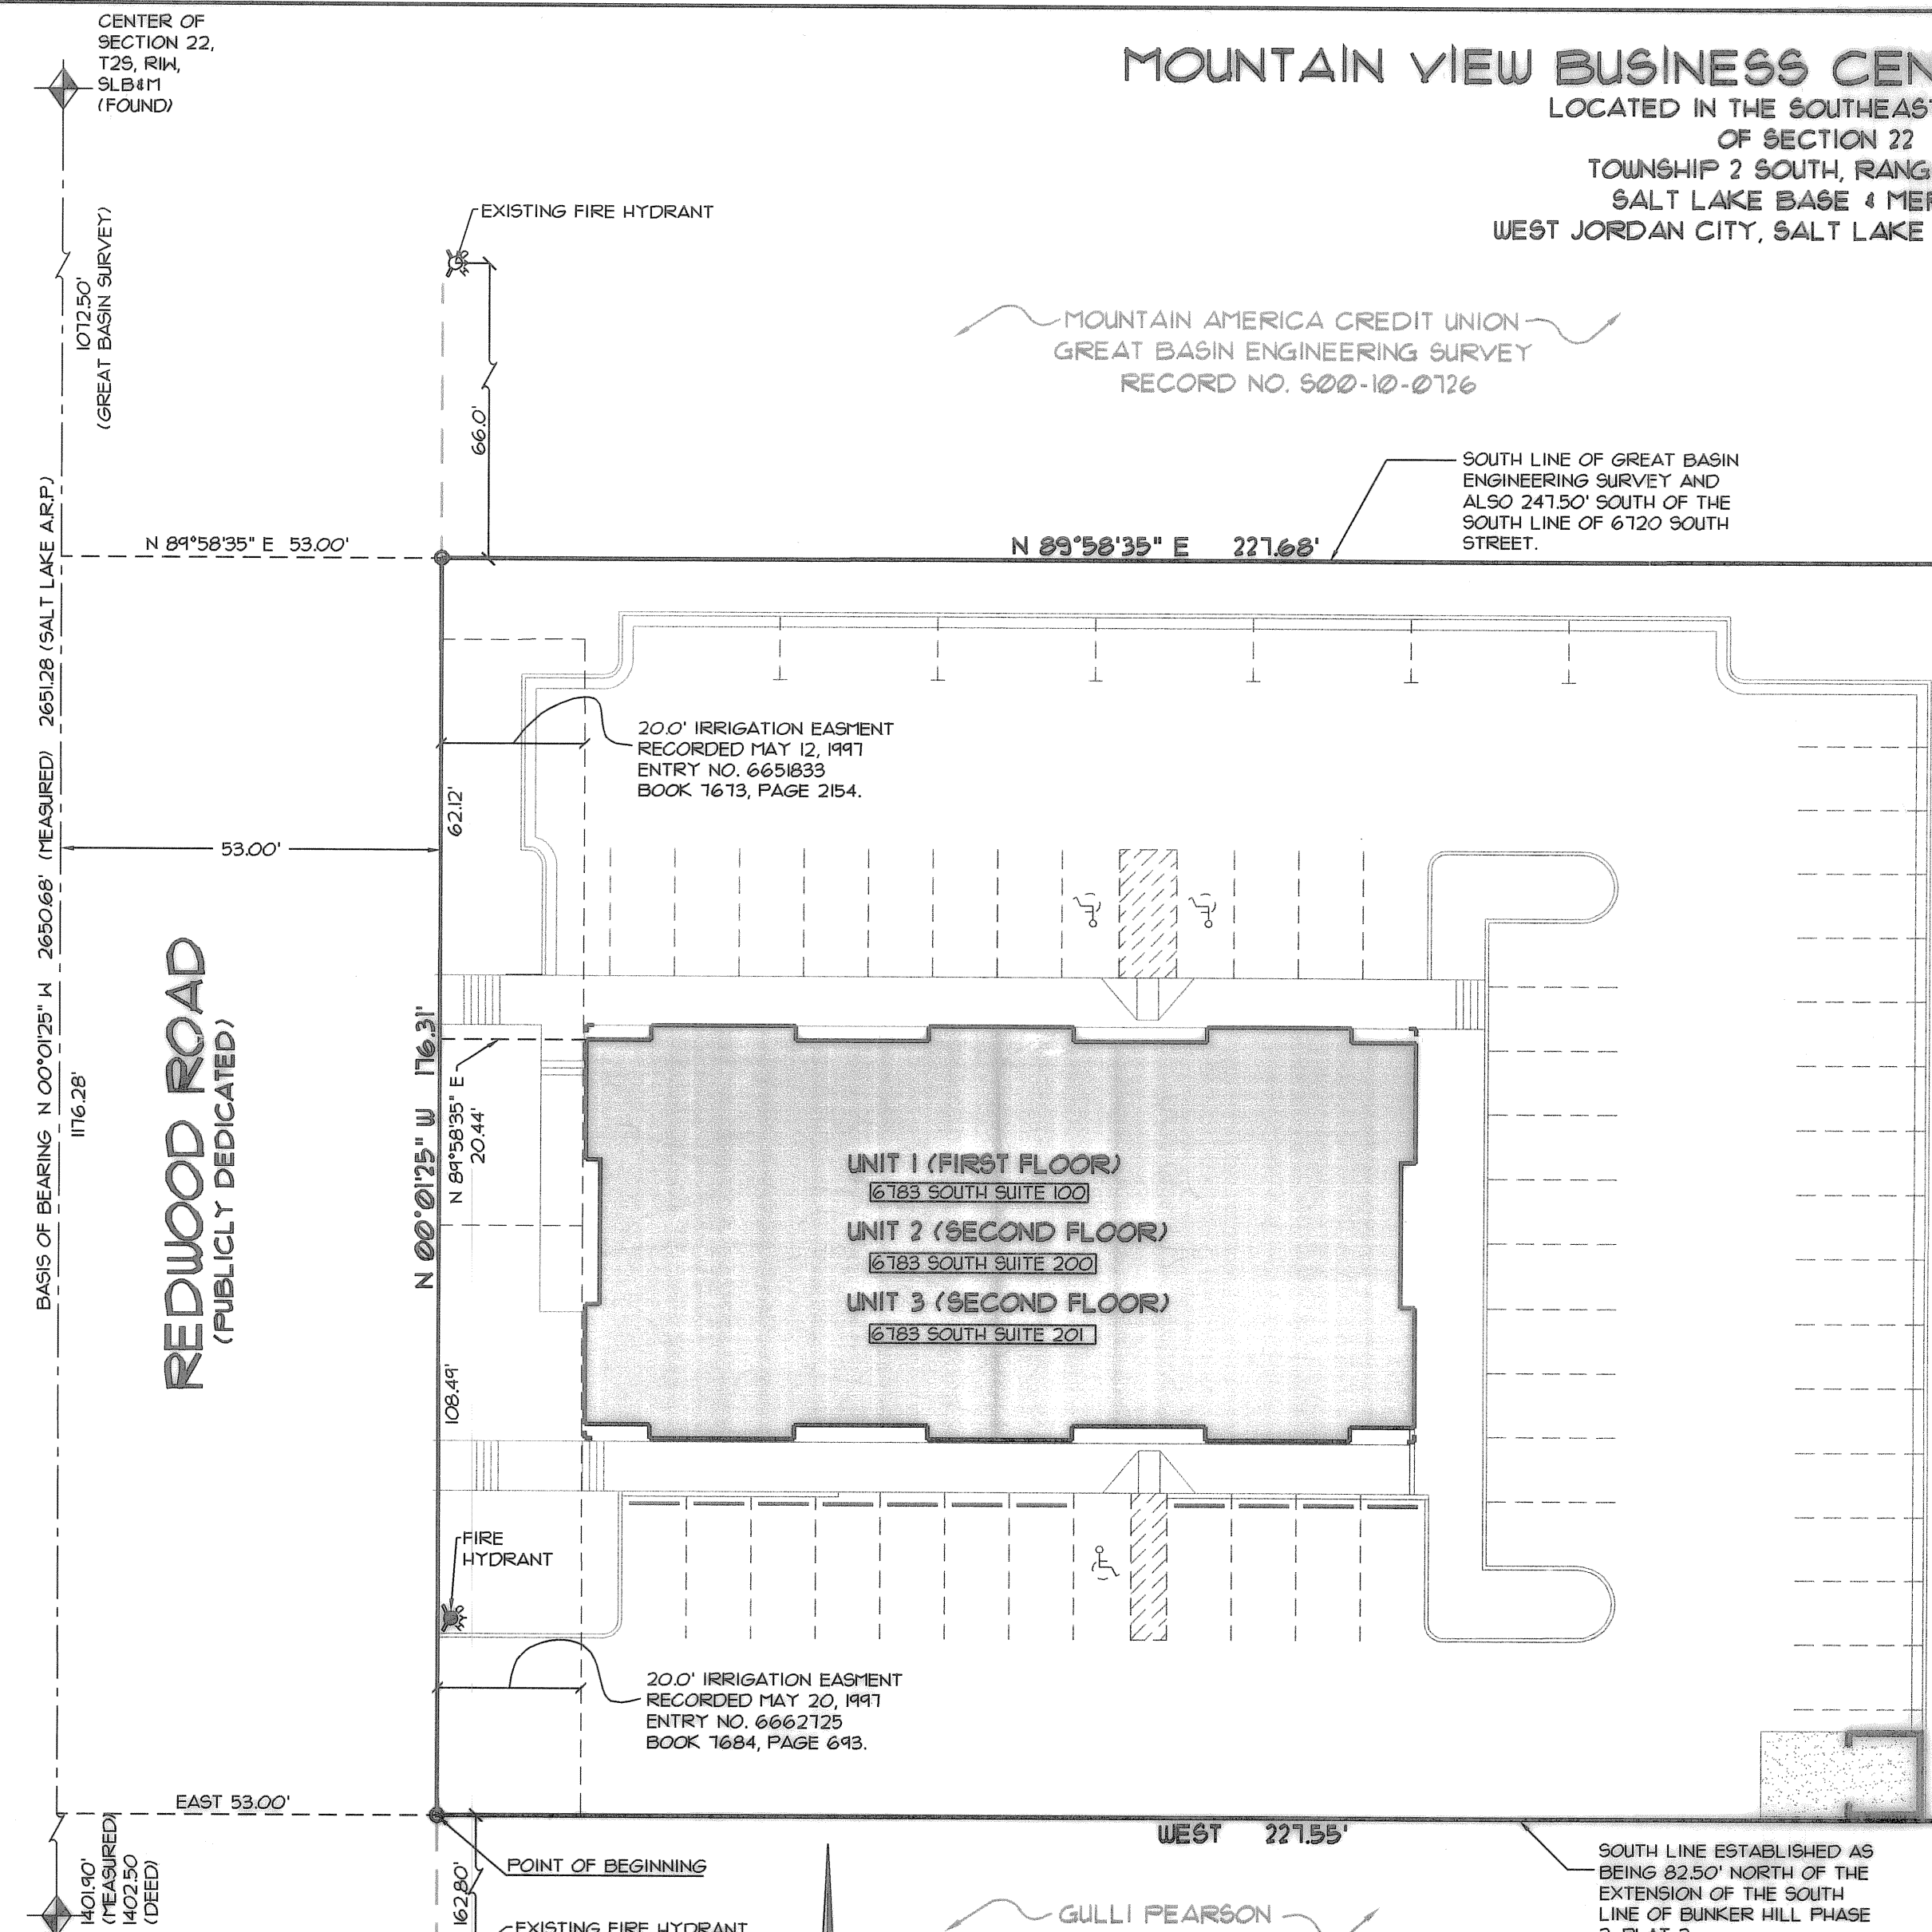 CENTER OF
SECTION 22,
T2S, R1W,
SLB&M
(FOUND)
MOUNTAIN VIEW BUSINESS CEN
LOCATED IN THE SOUTHEAST
OF SECTION 22
TOWNSHIP 2 SOUTH, RANG
SALT LAKE BASE & MER
WEST JORDAN CITY, SALT LAKE
EXISTING FIRE HYDRANT
1072.50'
(GREAT BASIN SURVEY)
66.0'
MOUNTAIN AMERICA CREDIT UNION
GREAT BASIN ENGINEERING SURVEY
RECORD NO. S00-10-0726
SOUTH LINE OF GREAT BASIN
ENGINEERING SURVEY AND
ALSO 247.50' SOUTH OF THE
SOUTH LINE OF 6720 SOUTH
STREET.
N 89°58'35" E 53.00'
N 89°58'35" E 227.68'
BASIS OF BEARING N 00°01'25" W 2650.68' (MEASURED) 2651.28 (SALT LAKE A.R.P)
1176.28'
20.0' IRRIGATION EASMENT
RECORDED MAY 12, 1997
ENTRY NO. 6651833
BOOK 7673, PAGE 2154.
62.12'
53.00'
REDWOOD ROAD
(PUBLICLY DEDICATED)
N 00°01'25" W 176.31'
N 89°58'35" E
20.44'
UNIT 1 (FIRST FLOOR)
6783 SOUTH SUITE 100
UNIT 2 (SECOND FLOOR)
6783 SOUTH SUITE 200
UNIT 3 (SECOND FLOOR)
6783 SOUTH SUITE 201
108.49'
FIRE
HYDRANT
20.0' IRRIGATION EASMENT
RECORDED MAY 20, 1997
ENTRY NO. 6662725
BOOK 7684, PAGE 693.
EAST 53.00'
WEST 227.55'
1401.90'
(MEASURED)
1402.50
(DEED)
POINT OF BEGINNING
162.80'
EXISTING FIRE HYDRANT
GULLI PEARSON
SOUTH LINE ESTABLISHED AS
BEING 82.50' NORTH OF THE
EXTENSION OF THE SOUTH
LINE OF BUNKER HILL PHASE